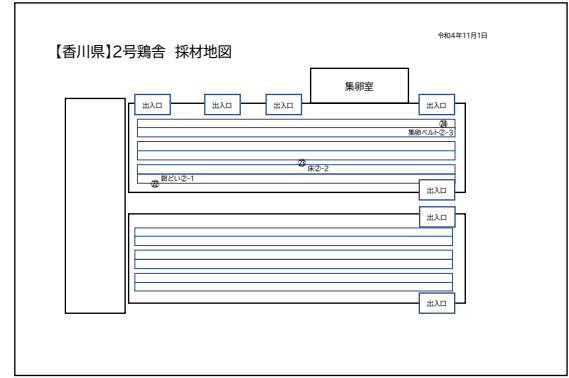 令和4年11月1日
【香川県】2号鶏舎 採材地図
集卵室
出入口
出入口
出入口
出入口
㉔
集卵ベルト②-3
㉓
床②-2
餌どい②-1
㉒
出入口
出入口
出入口